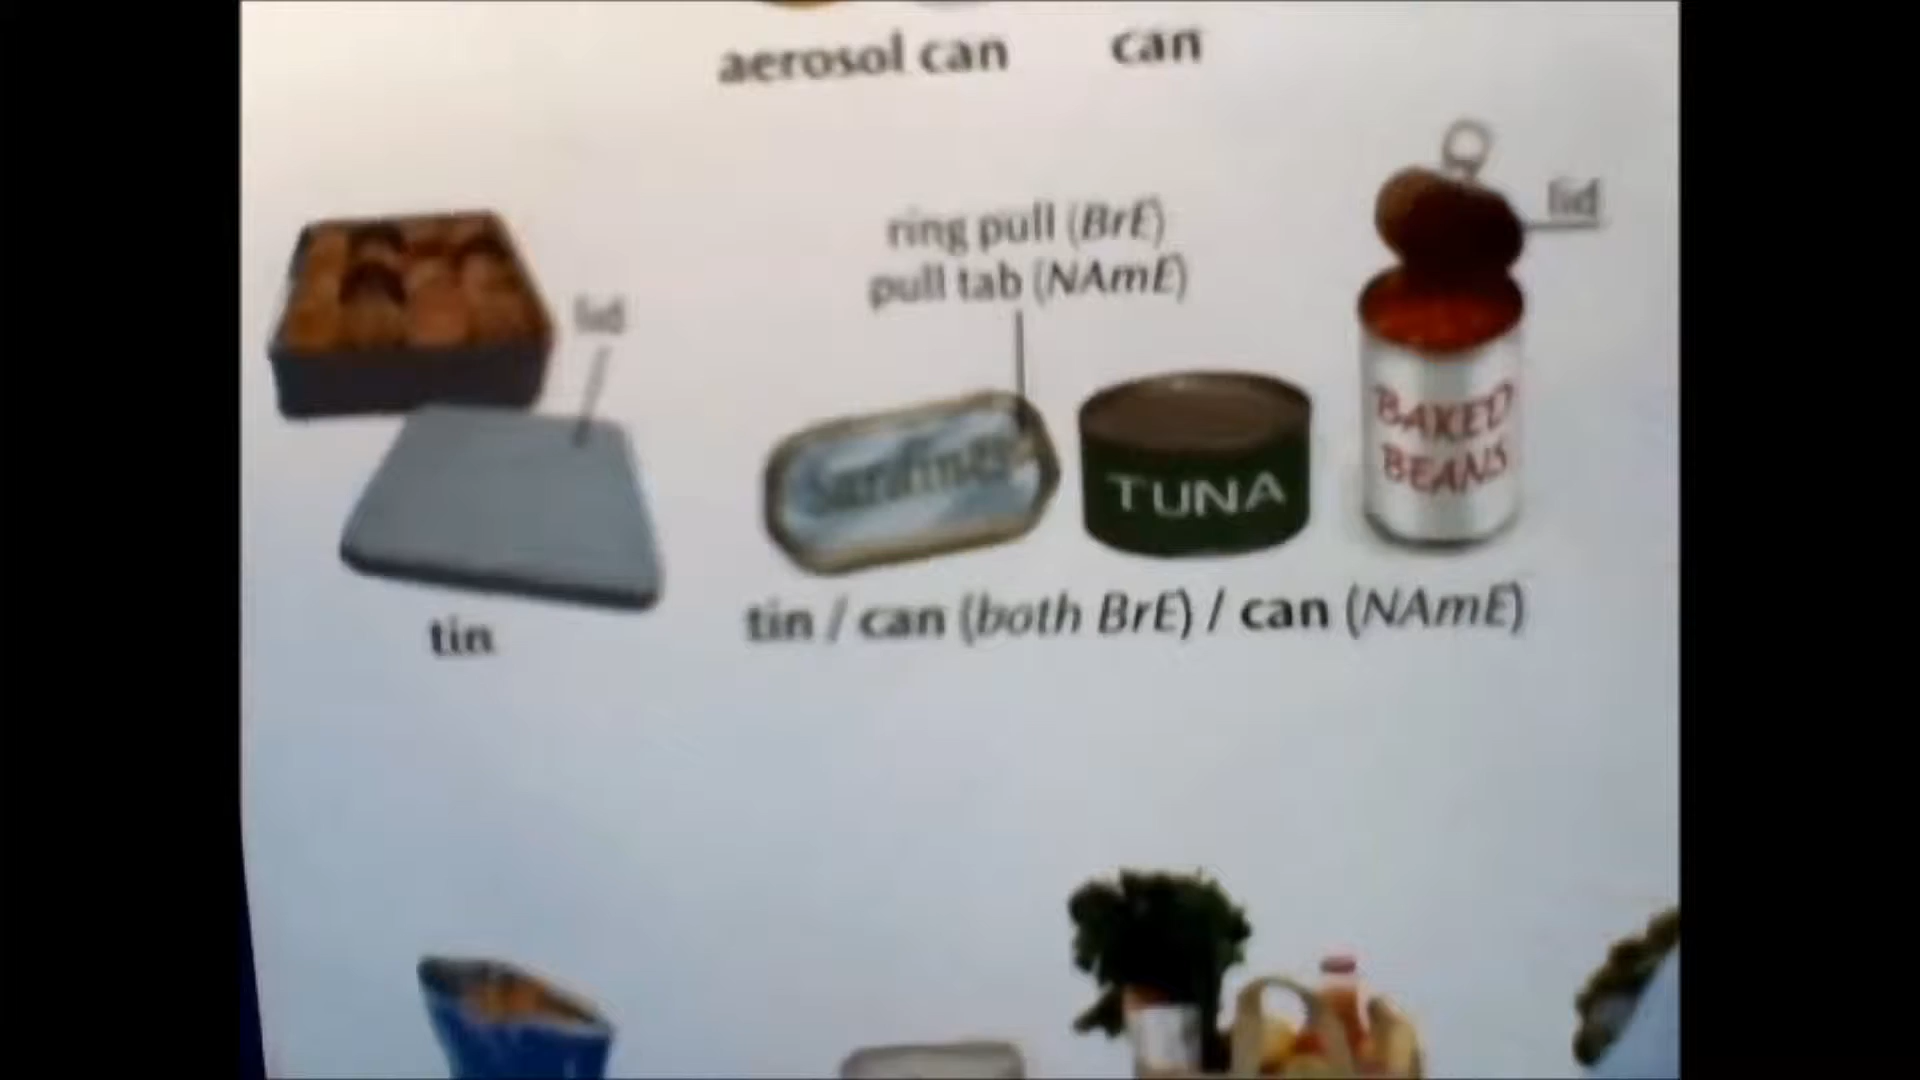 aerosol can can
ring pull (BrE)
pull tab (NAmE)
lid
lid
Sardines
TUNA
BAKED
BEANS
tin
tin / can (both BrE) / can (NAmE)